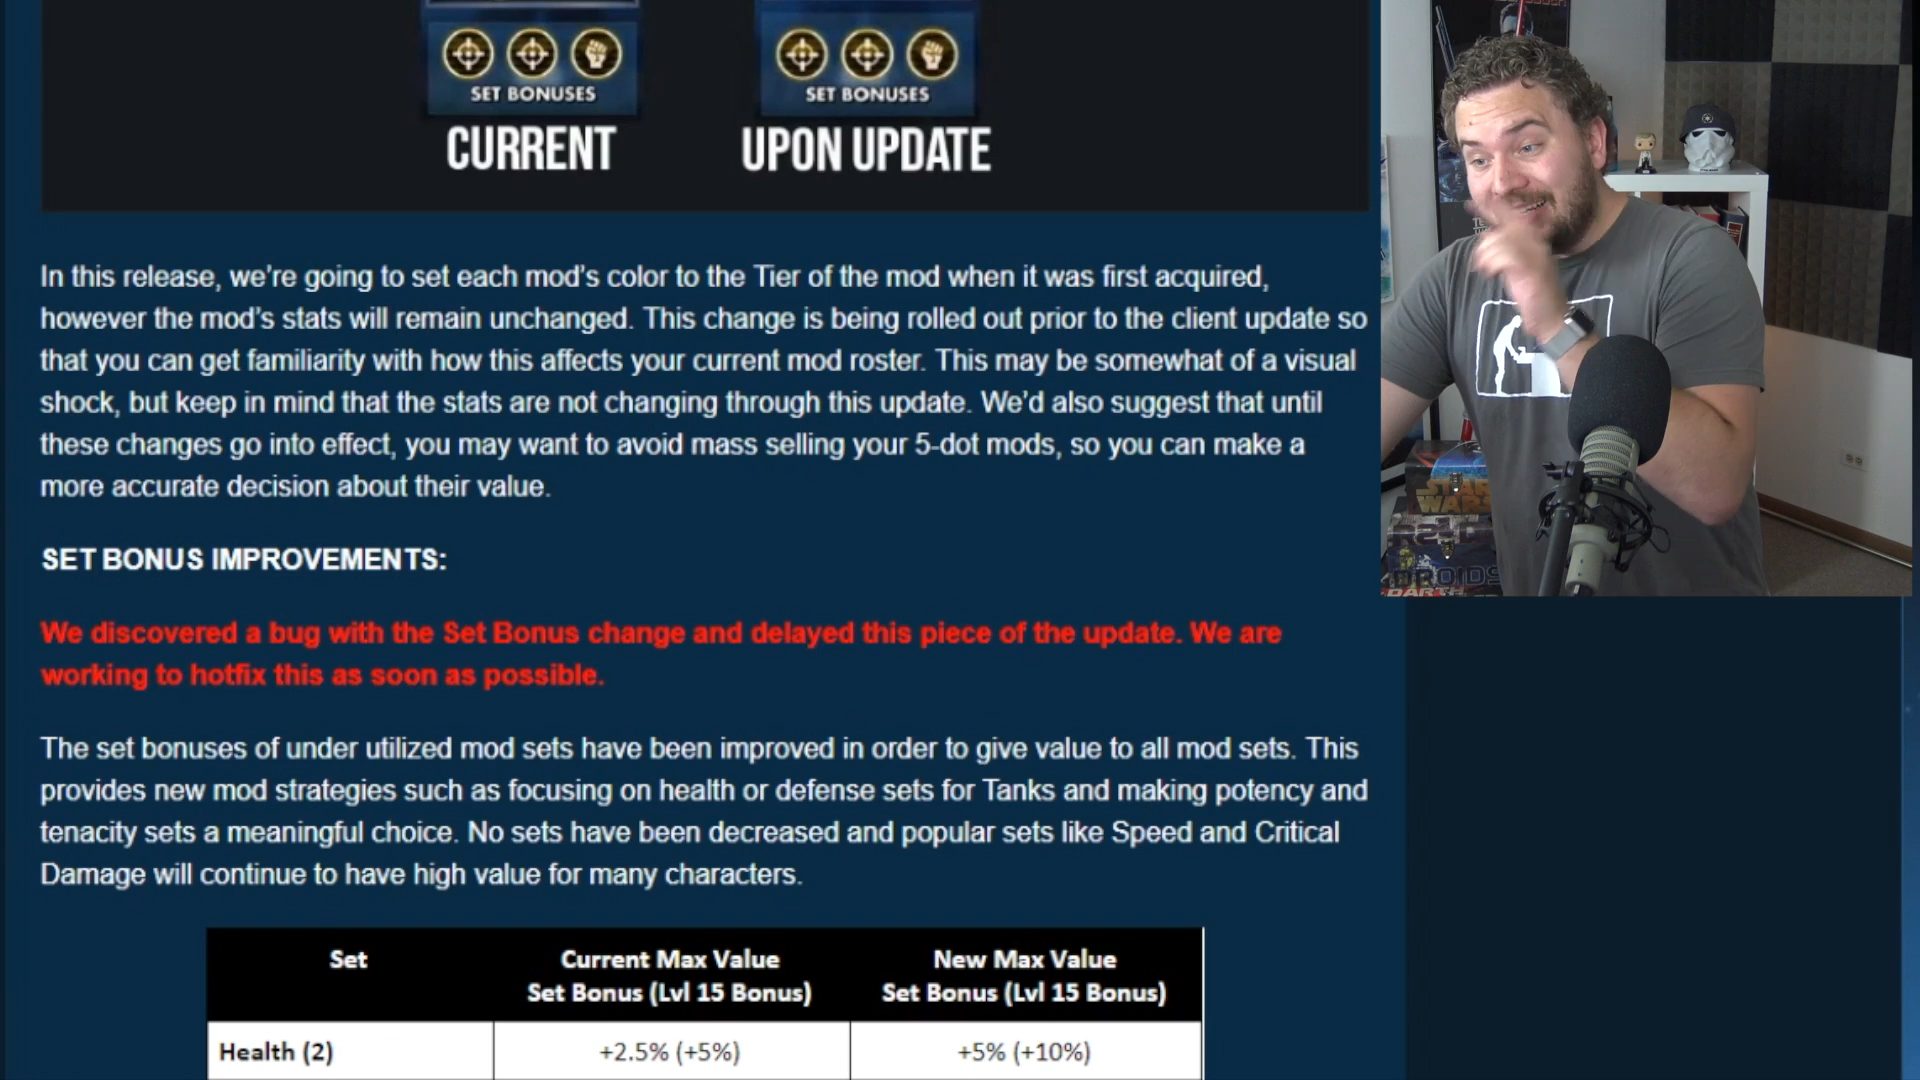 SET BONUSES
SET BONUSES
CURRENT
UPON UPDATE
In this release, we're going to set each mod's color to the Tier of the mod when it was first acquired,
however the mod's stats will remain unchanged. This change is being rolled out prior to the client update so
that you can get familiarity with how this affects your current mod roster. This may be somewhat of a visual
shock, but keep in mind that the stats are not changing through this update. We'd also suggest that until
these changes go into effect, you may want to avoid mass selling your 5-dot mods, so you can make a
more accurate decision about their value.
SET BONUS IMPROVEMENTS:
We discovered a bug with the Set Bonus change and delayed this piece of the update. We are
working to hotfix this as soon as possible.
The set bonuses of under utilized mod sets have been improved in order to give value to all mod sets. This
provides new mod strategies such as focusing on health or defense sets for Tanks and making potency and
tenacity sets a meaningful choice. No sets have been decreased and popular sets like Speed and Critical
Damage will continue to have high value for many characters.
Set
Current Max Value
Set Bonus (Lvl 15 Bonus)
New Max Value
Set Bonus (Lvl 15 Bonus)
Health (2)
+2.5% (+5%)
+5% (+10%)
STAR
WARS
DROIDS
DARTH